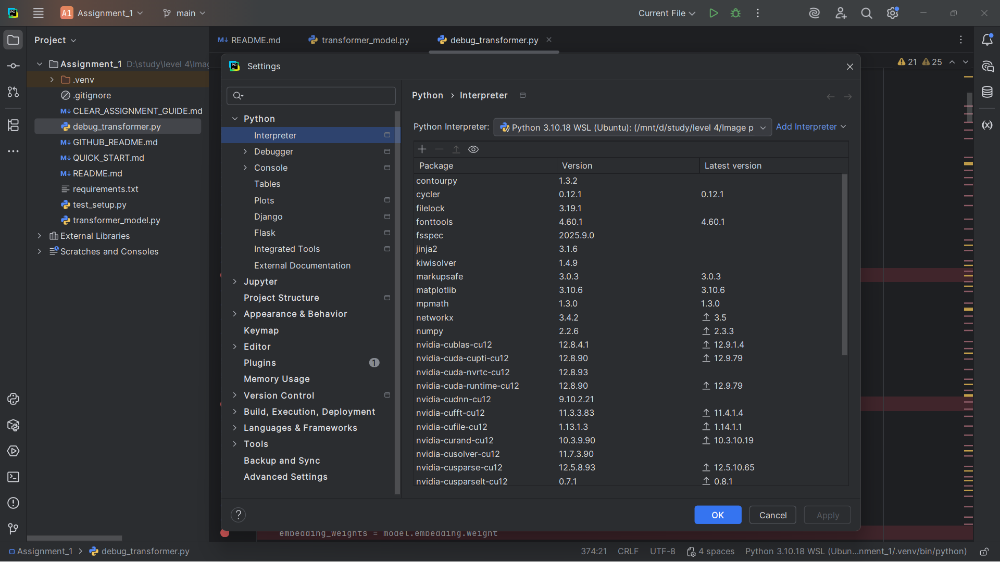 PC
A1 Assignment_1
main
Current File
Project
README.md
transformer_model.py
debug_transformer.py
21 25
Assignment_1 D:\study\level 4\Imag
.venv
.gitignore
CLEAR_ASSIGNMENT_GUIDE.md
debug_transformer.py
GITHUB_README.md
QUICK_START.md
README.md
requirements.txt
test_setup.py
transformer_model.py
External Libraries
Scratches and Consoles
Settings
Python
Interpreter
Debugger
Console
Tables
Plots
Django
Flask
Integrated Tools
External Documentation
Jupyter
Project Structure
Appearance & Behavior
Keymap
Editor
Plugins 1
Memory Usage
Version Control
Build, Execution, Deployment
Languages & Frameworks
Tools
Backup and Sync
Advanced Settings
Python › Interpreter
Python Interpreter: Python 3.10.18 WSL (Ubuntu): (/mnt/d/study/level 4/Image p Add Interpreter
Package Version Latest version
contourpy 1.3.2
cycler 0.12.1 0.12.1
filelock 3.19.1
fonttools 4.60.1 4.60.1
fsspec 2025.9.0
jinja2 3.1.6
kiwisolver 1.4.9
markupsafe 3.0.3 3.0.3
matplotlib 3.10.6 3.10.6
mpmath 1.3.0 1.3.0
networkx 3.4.2 3.5
numpy 2.2.6 2.3.3
nvidia-cublas-cu12 12.8.4.1 12.9.1.4
nvidia-cuda-cupti-cu12 12.8.90 12.9.79
nvidia-cuda-nvrtc-cu12 12.8.93
nvidia-cuda-runtime-cu12 12.8.90 12.9.79
nvidia-cudnn-cu12 9.10.2.21
nvidia-cufft-cu12 11.3.3.83 11.4.1.4
nvidia-cufile-cu12 1.13.1.3 1.14.1.1
nvidia-curand-cu12 10.3.9.90 10.3.10.19
nvidia-cusolver-cu12 11.7.3.90
nvidia-cusparse-cu12 12.5.8.93 12.5.10.65
nvidia-cusparselt-cu12 0.7.1 0.8.1
? OK Cancel Apply
embedding_weights = model.embedding.weight
Assignment_1 > debug_transformer.py
374:21 CRLF UTF-8 4 spaces Python 3.10.18 WSL (Ubun...nment_1/.venv/bin/python)